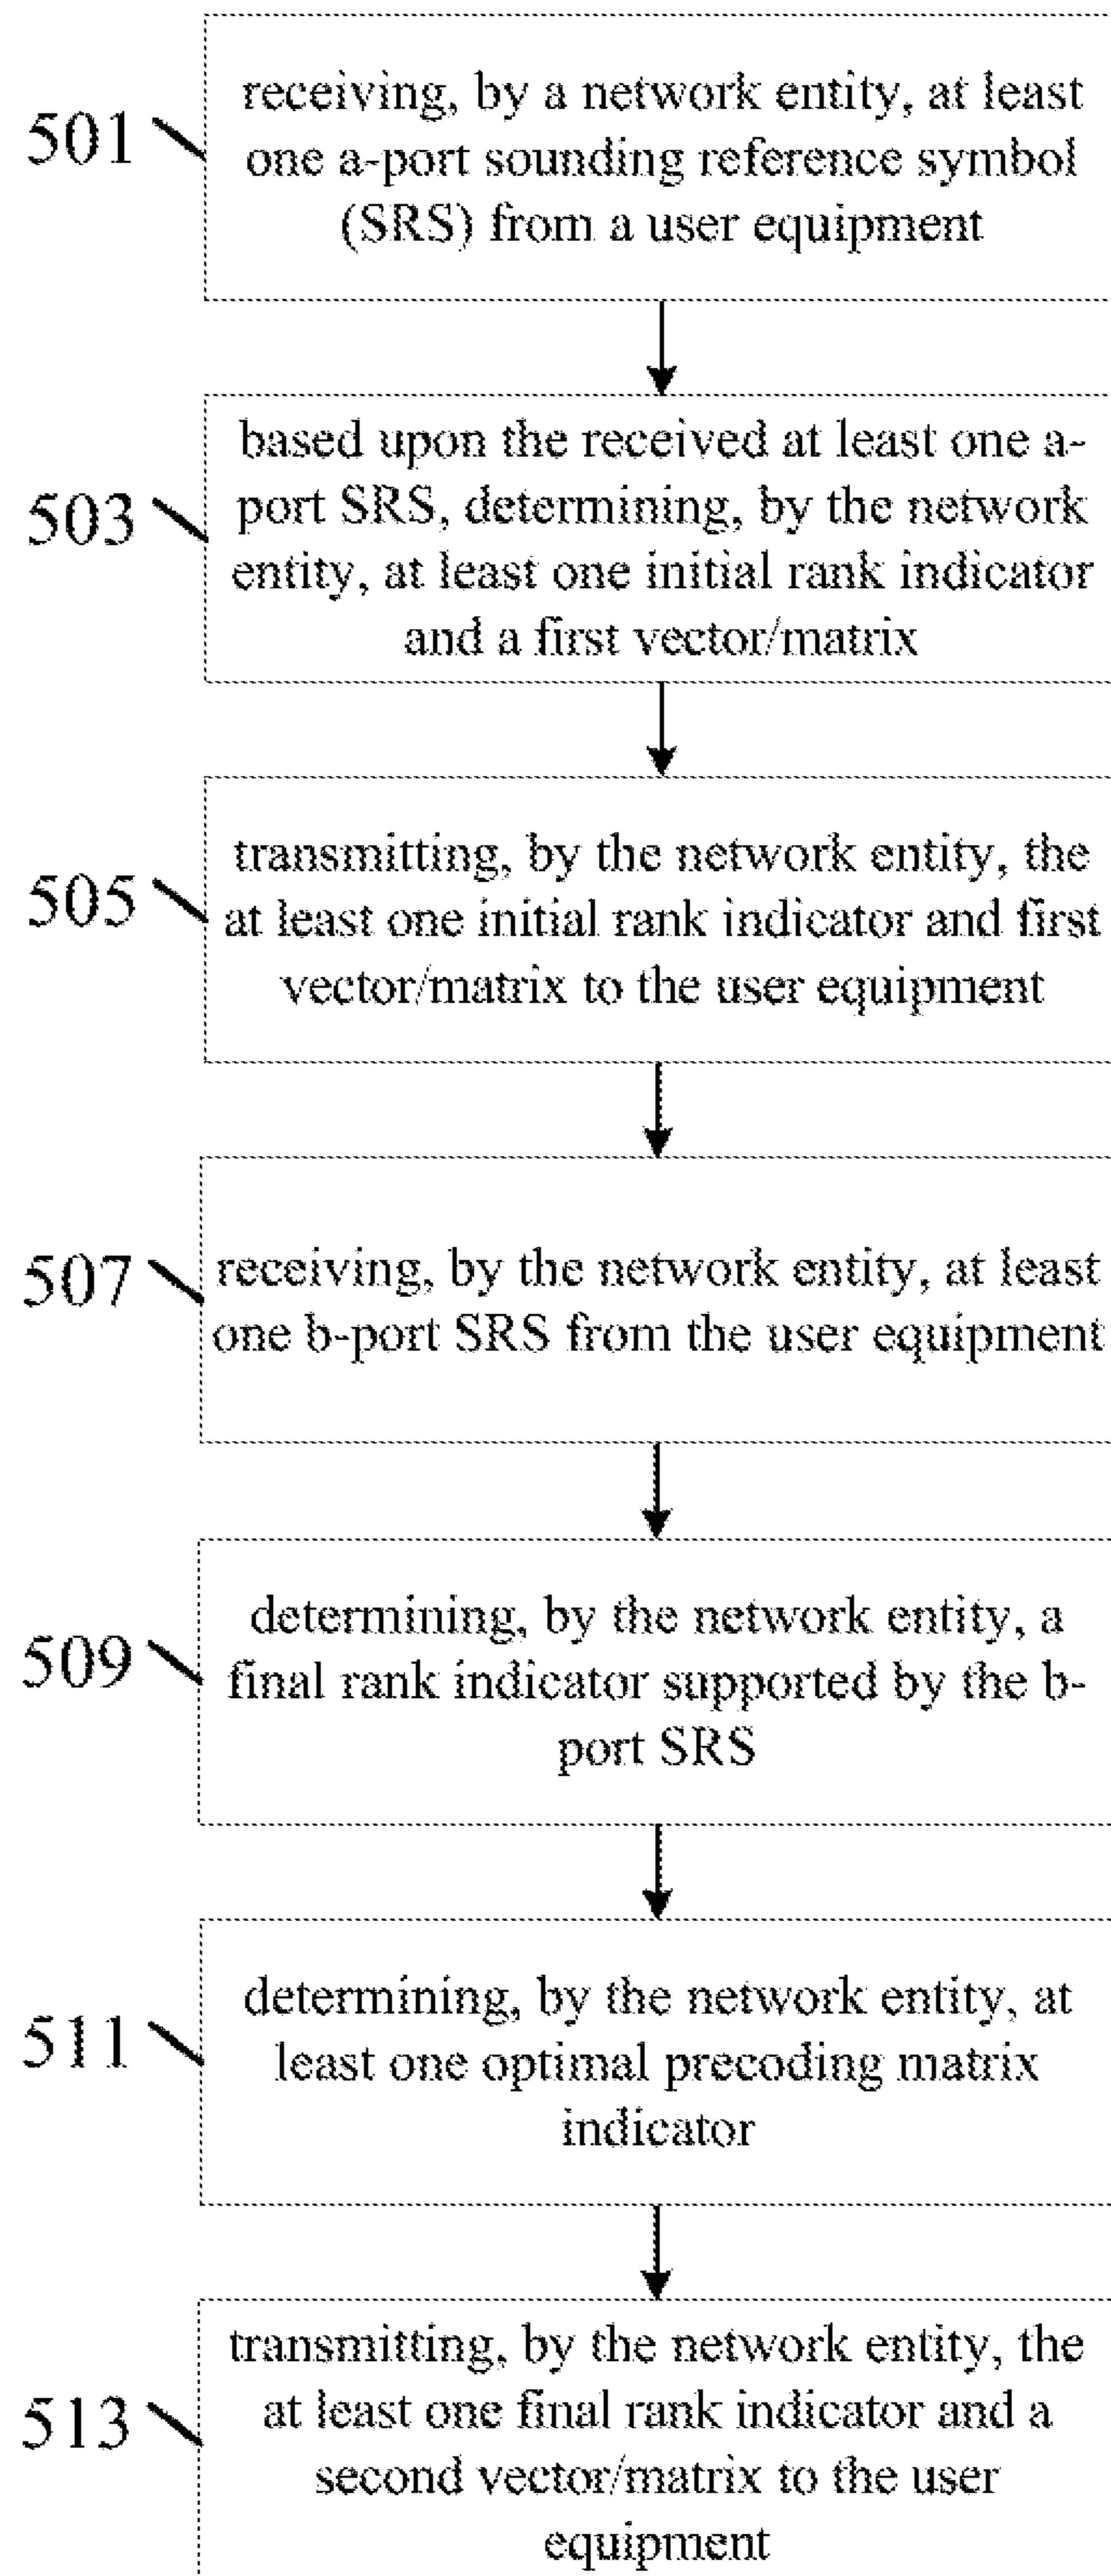 501
receiving, by a network entity, at least
one a-port sounding reference symbol
(SRS) from a user equipment
503
based upon the received at least one a-
port SRS, determining, by the network
entity, at least one initial rank indicator
and a first vector/matrix
505
transmitting, by the network entity, the
at least one initial rank indicator and first
vector/matrix to the user equipment
507
receiving, by the network entity, at least
one b-port SRS from the user equipment
509
determining, by the network entity, a
final rank indicator supported by the b-
port SRS
511
determining, by the network entity, at
least one optimal precoding matrix
indicator
513
transmitting, by the network entity, the
at least one final rank indicator and a
second vector/matrix to the user
equipment